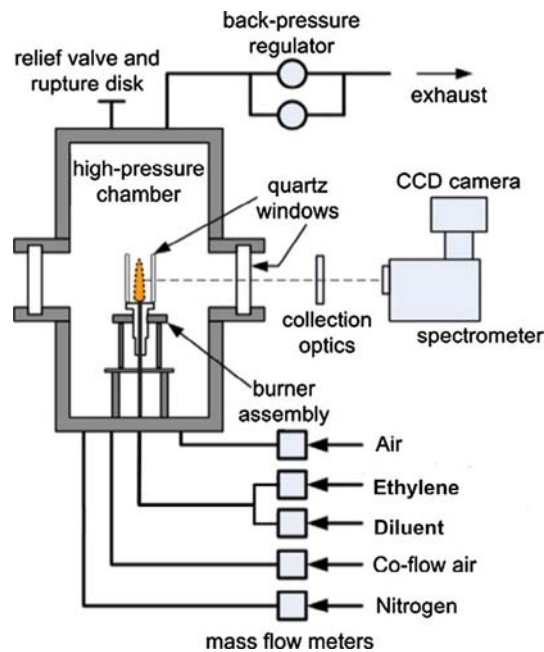 back-pressure
regulator
relief valve and
rupture disk
exhaust
high-pressure
chamber
quartz
windows
CCD camera
collection
optics
spectrometer
burner
assembly
Air
Ethylene
Diluent
Co-flow air
Nitrogen
mass flow meters